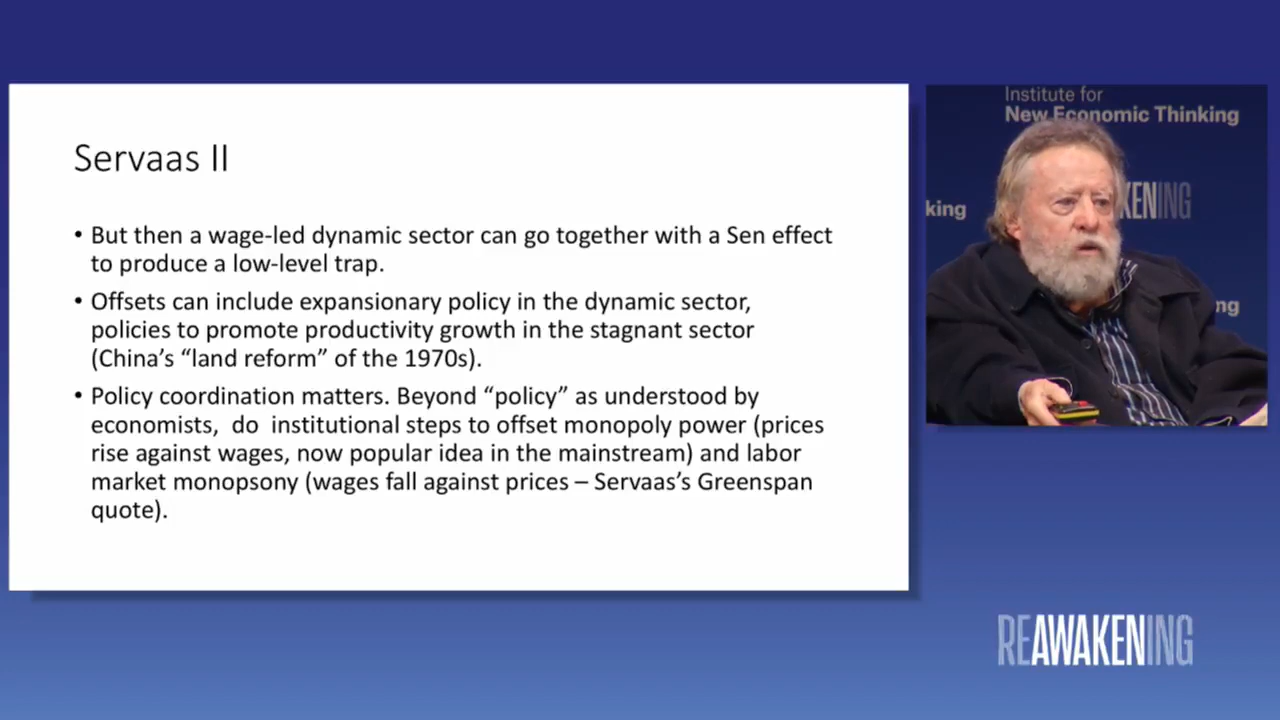 Servaas II
• But then a wage-led dynamic sector can go together with a Sen effect
to produce a low-level trap.
• Offsets can include expansionary policy in the dynamic sector,
policies to promote productivity growth in the stagnant sector
(China’s “land reform” of the 1970s).
• Policy coordination matters. Beyond “policy” as understood by
economists,  do  institutional steps to offset monopoly power (prices
rise against wages, now popular idea in the mainstream) and labor
market monopsony (wages fall against prices – Servaas’s Greenspan
quote).
Institute for
New Economic Thinking
king
KENING
ng
REAWAKENING